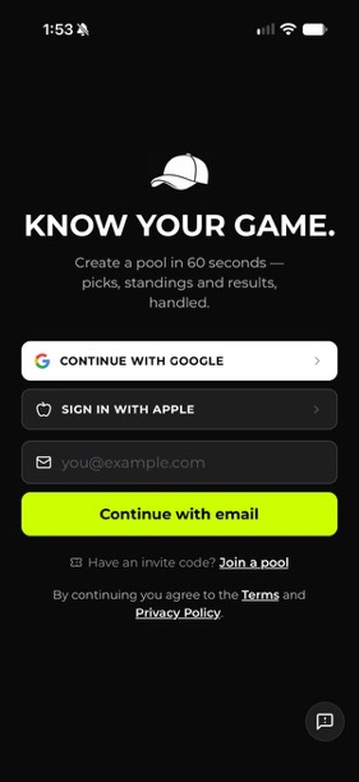 1:53
KNOW YOUR GAME.
Create a pool in 60 seconds —
picks, standings and results,
handled.
CONTINUE WITH GOOGLE
SIGN IN WITH APPLE
you@example.com
Continue with email
Have an invite code? Join a pool
By continuing you agree to the Terms and
Privacy Policy.